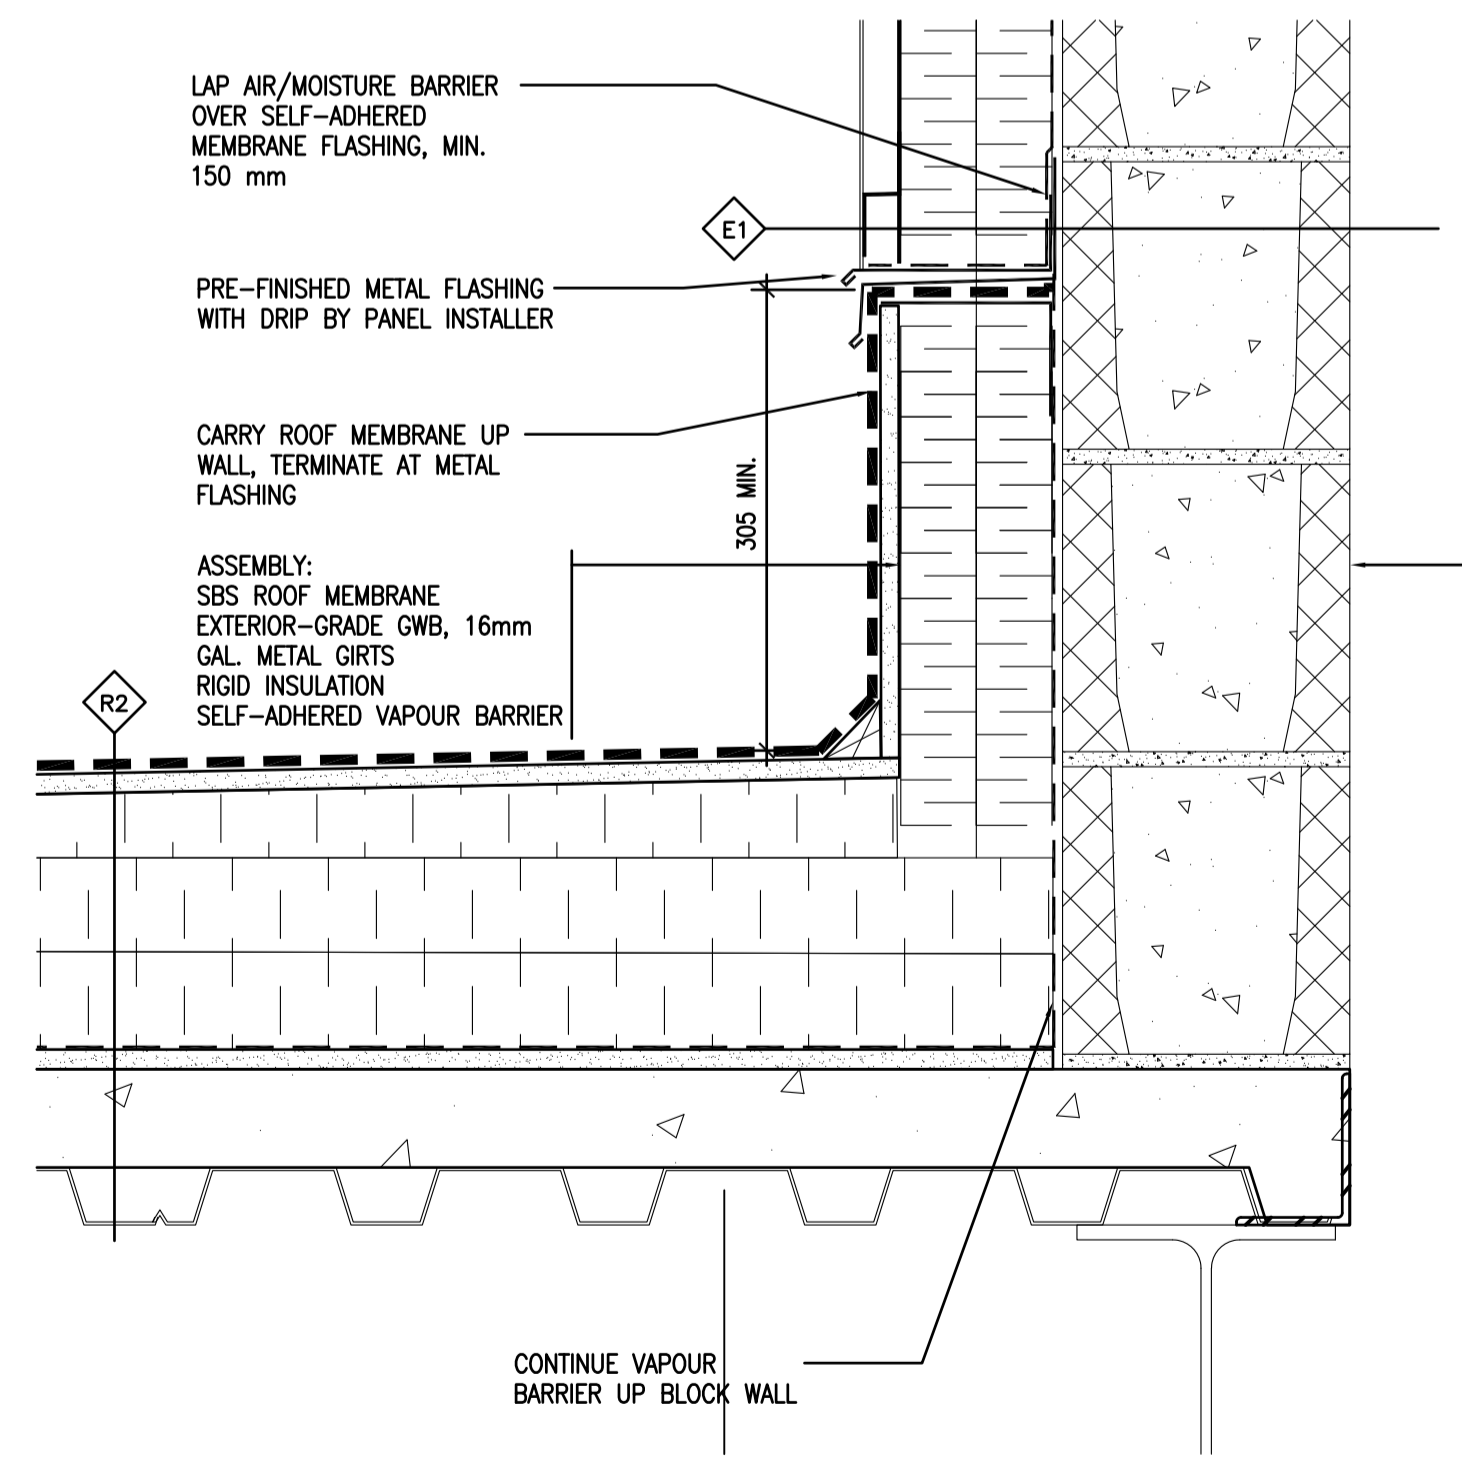 LAP AIR/MOISTURE BARRIER
OVER SELF-ADHERED
MEMBRANE FLASHING, MIN.
150 mm
E1
PRE-FINISHED METAL FLASHING
WITH DRIP BY PANEL INSTALLER
CARRY ROOF MEMBRANE UP
WALL, TERMINATE AT METAL
FLASHING
305 MIN.
ASSEMBLY:
SBS ROOF MEMBRANE
EXTERIOR-GRADE GWB, 16mm
GAL. METAL GIRTS
RIGID INSULATION
SELF-ADHERED VAPOUR BARRIER
R2
CONTINUE VAPOUR
BARRIER UP BLOCK WALL